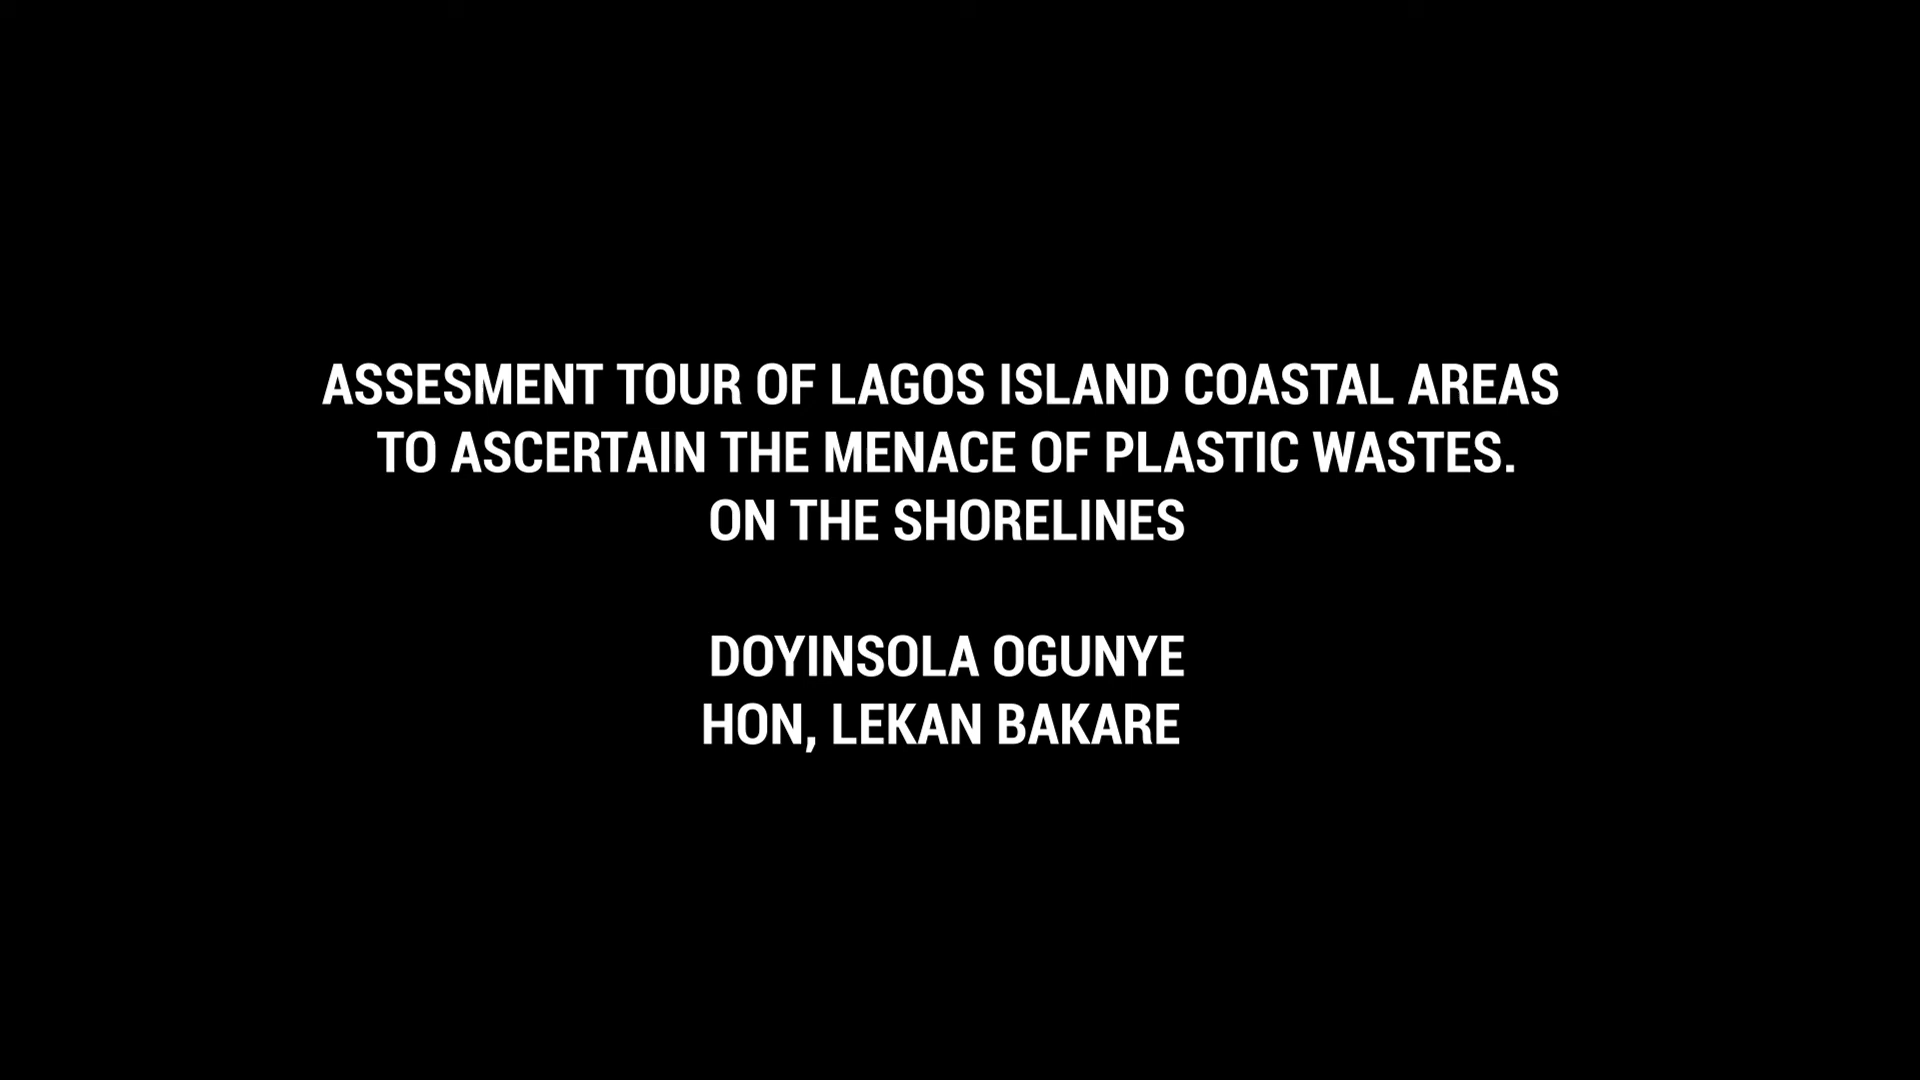 ASSESMENT TOUR OF LAGOS ISLAND COASTAL AREAS
TO ASCERTAIN THE MENACE OF PLASTIC WASTES.
ON THE SHORELINES
DOYINSOLA OGUNYE
HON, LEKAN BAKARE